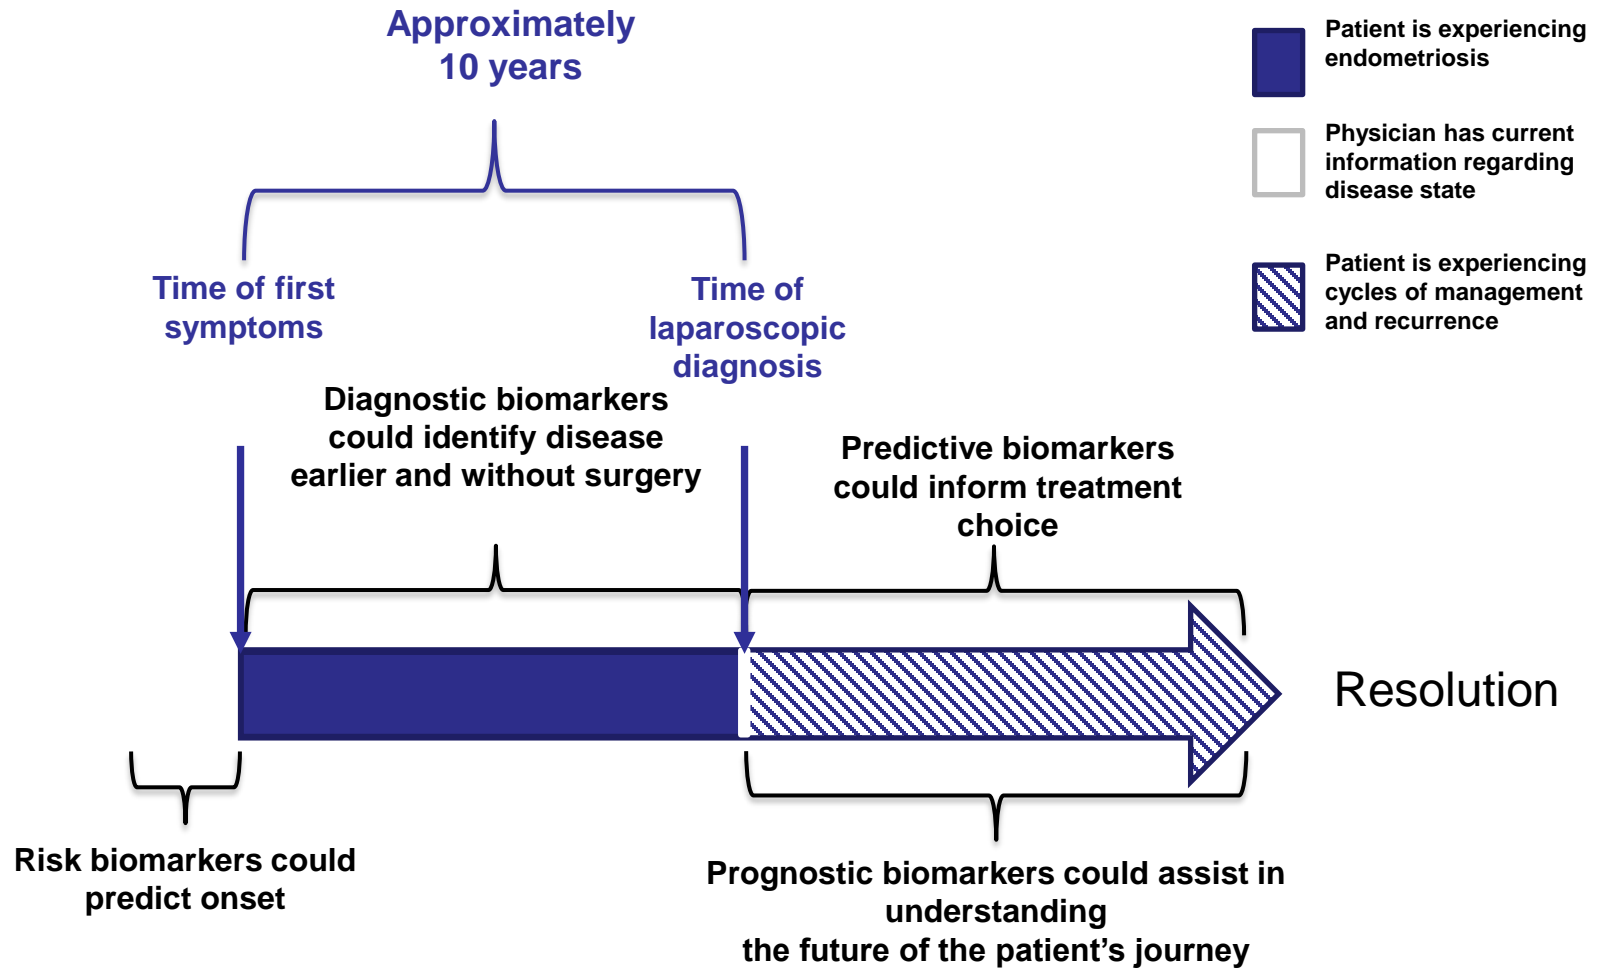 Approximately
10 years
Patient is experiencing
endometriosis
Physician has current
information regarding
disease state
Patient is experiencing
cycles of management
and recurrence
Time of first
symptoms
Time of
laparoscopic
diagnosis
Diagnostic biomarkers
could identify disease
earlier and without surgery
Predictive biomarkers
could inform treatment
choice
Resolution
Risk biomarkers could
predict onset
Prognostic biomarkers could assist in
understanding
the future of the patient’s journey